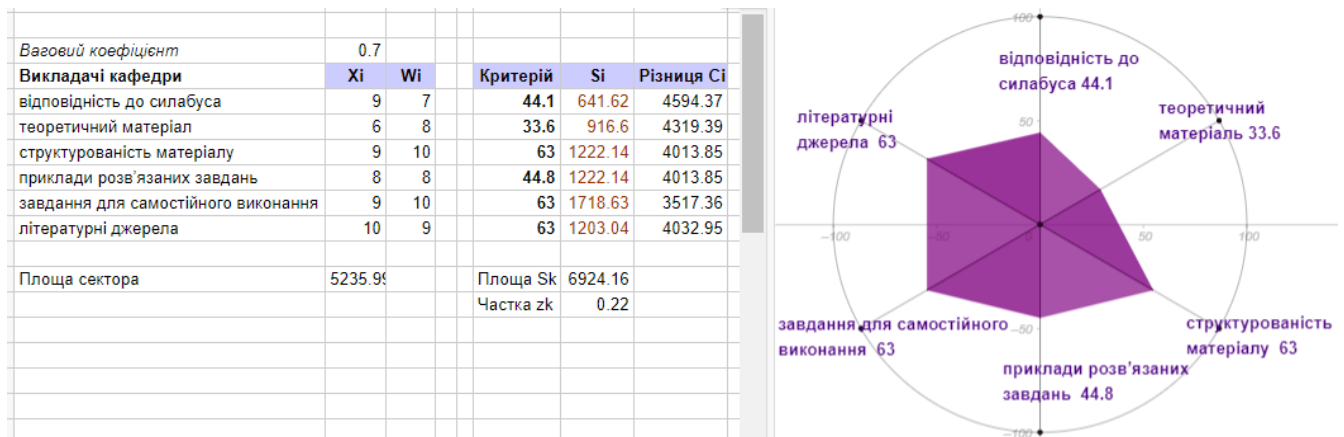 Ваговий коефіцієнт 0.7
Викладачі кафедри Xi Wi Критерій Si Різниця Ci
відповідність до силабуса 9 7 44.1 641.62 4594.37
теоретичний матеріал 6 8 33.6 916.6 4319.39
структурованість матеріалу 9 10 63 1222.14 4013.85
приклади розв'язаних завдань 8 8 44.8 1222.14 4013.85
завдання для самостійного виконання 9 10 63 1718.63 3517.36
літературні джерела 10 9 63 1203.04 4032.95
Площа сектора 5235.99 Площа Sk 6924.16
Частка zk 0.22
100
відповідність до
силабуса 44.1
теоретичний
матеріаль 33.6
літературні
джерела 63
50
−100
−50
0
50
100
завдання для самостійного
виконання 63
−50
структурованість
матеріалу 63
приклади розв'язаних
завдань 44.8
−100